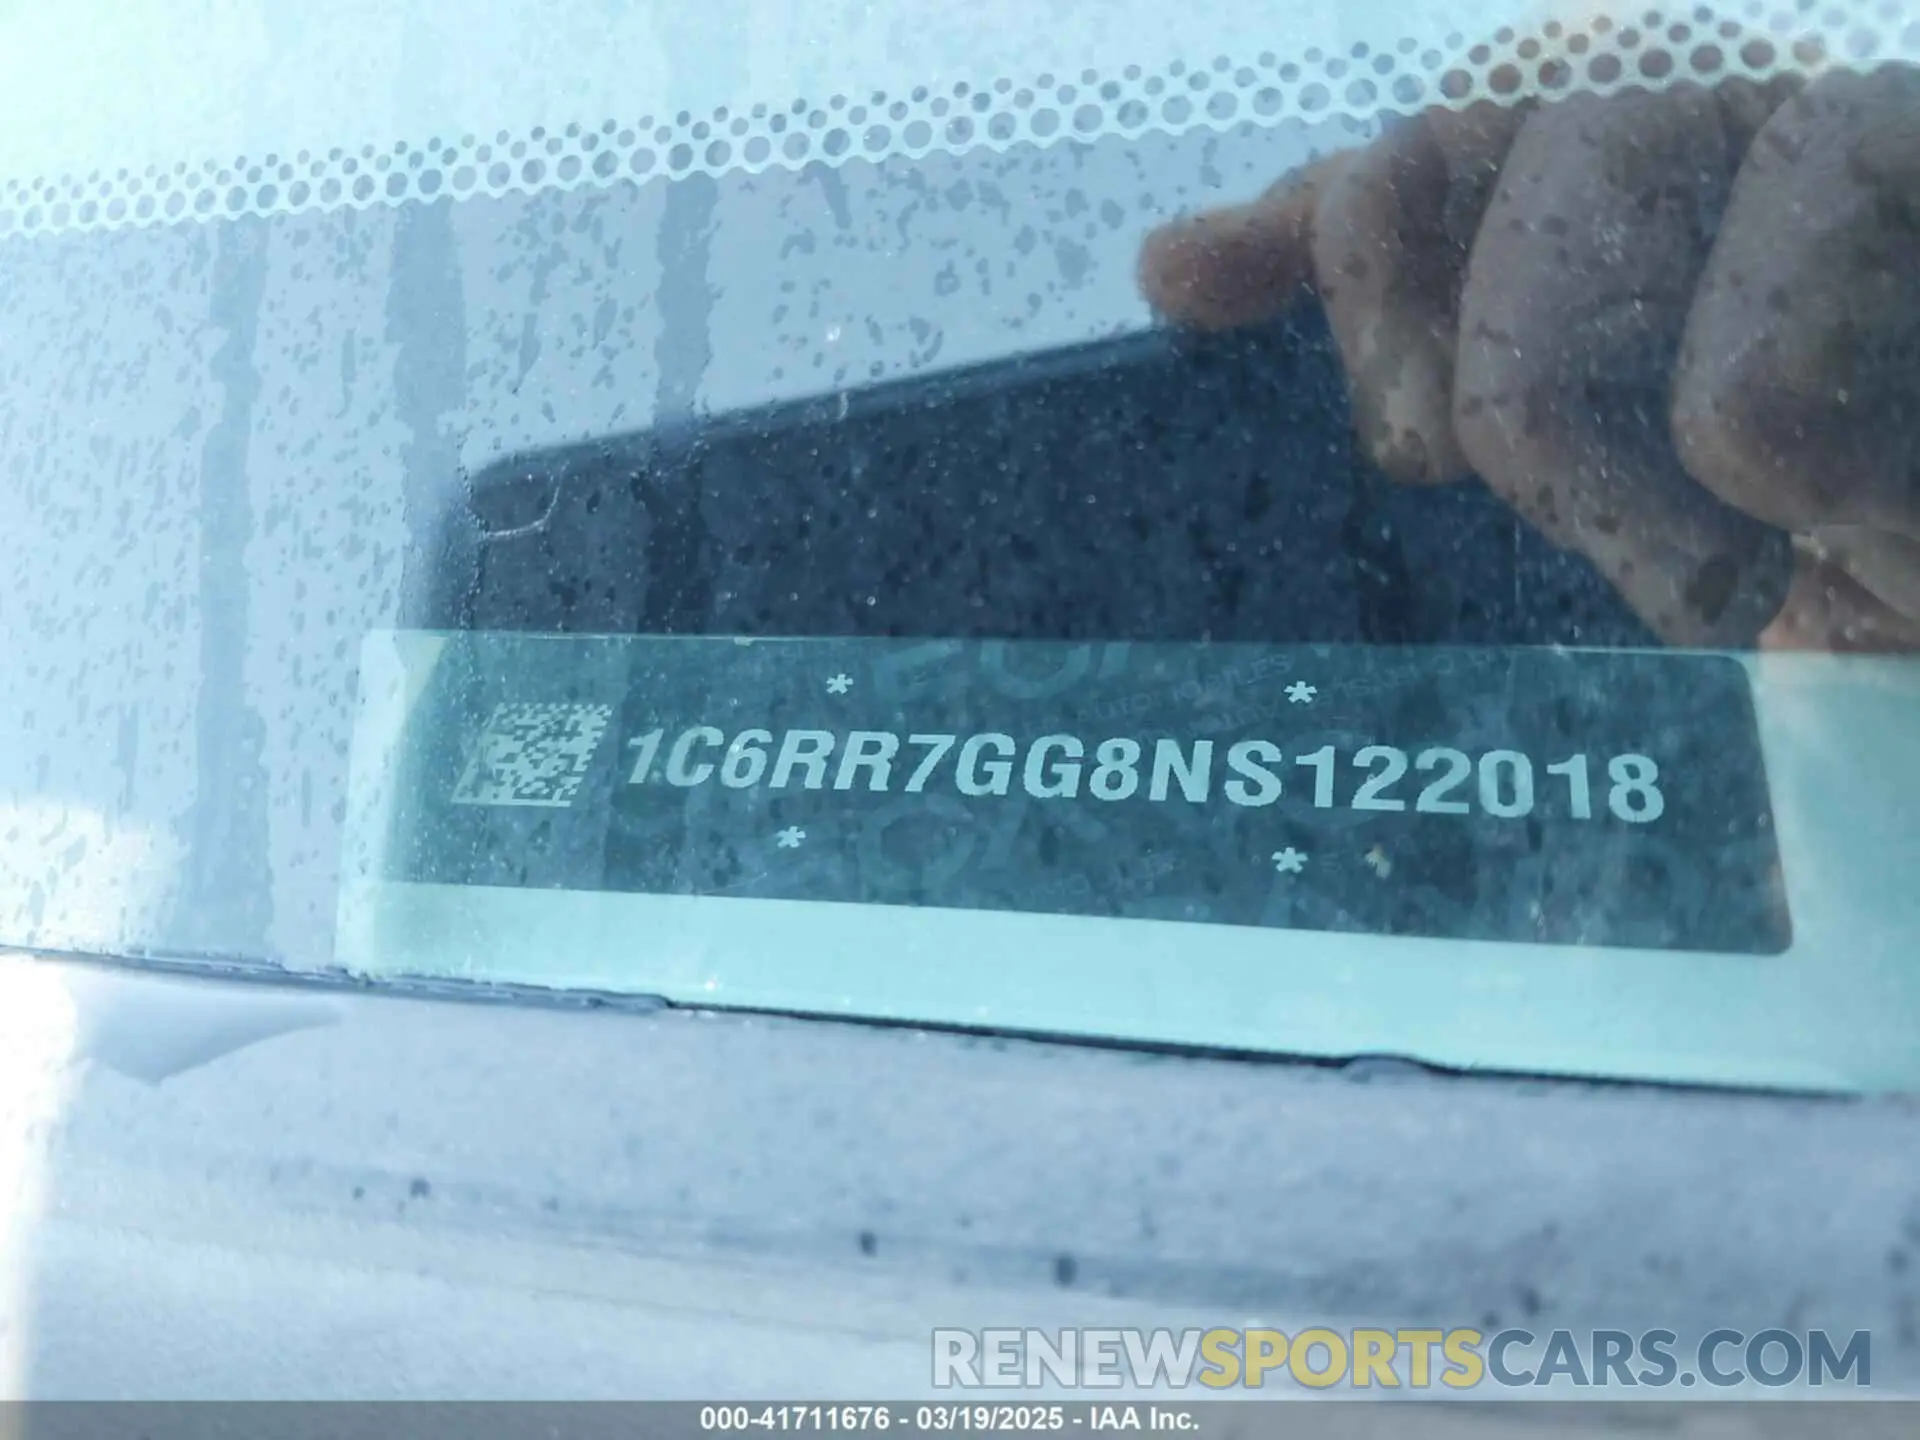 * *
1C6RR7GG8NS122018
* *
RENEWSPORTSCARS.COM
000-41711676 - 03/19/2025 - IAA Inc.